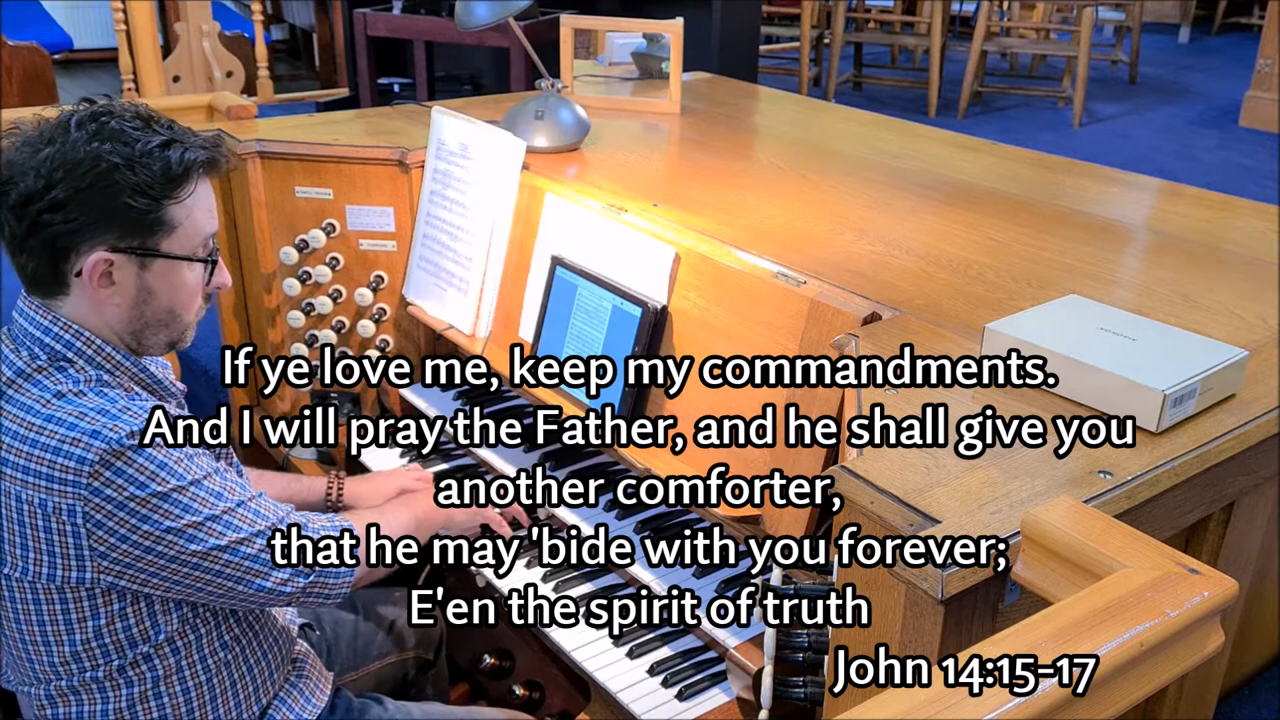 If ye love me, keep my commandments.
And I will pray the Father, and he shall give you
another comforter,
that he may 'bide with you forever;
E'en the spirit of truth
John 14:15-17